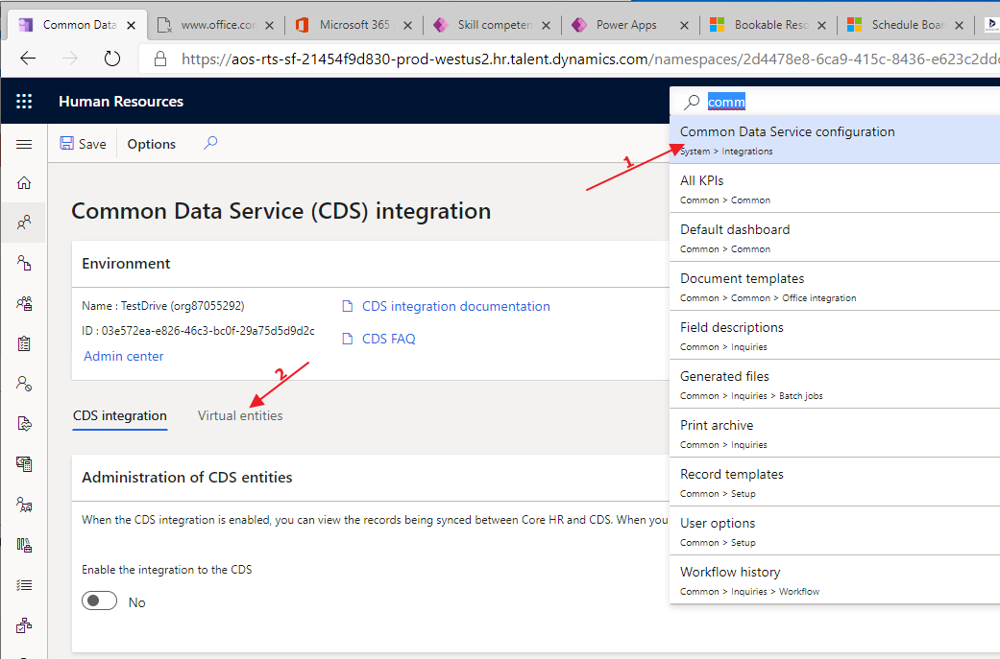 Common Data
www.office.co
Microsoft 365
Skill competen
Power Apps
Bookable Reso
Schedule Boar
https://aos-rts-sf-21454f9d830-prod-westus2.hr.talent.dynamics.com/namespaces/2d4478e8-6ca9-415c-8436-e623c2ddc
Human Resources
comm
Save
Options
Common Data Service configuration
System > Integrations
1
All KPIs
Common > Common
Common Data Service (CDS) integration
Default dashboard
Common > Common
Environment
Document templates
Common > Common > Office integration
Name : TestDrive (org87055292)
CDS integration documentation
ID : 03e572ea-e826-46c3-bc0f-29a75d5d9d2c
CDS FAQ
Admin center
Field descriptions
Common > Inquiries
2
Generated files
Common > Inquiries > Batch jobs
CDS integration
Virtual entities
Print archive
Common > Inquiries
Administration of CDS entities
Record templates
Common > Setup
When the CDS integration is enabled, you can view the records being synced between Core HR and CDS. When you
User options
Common > Setup
Enable the integration to the CDS
No
Workflow history
Common > Inquiries > Workflow